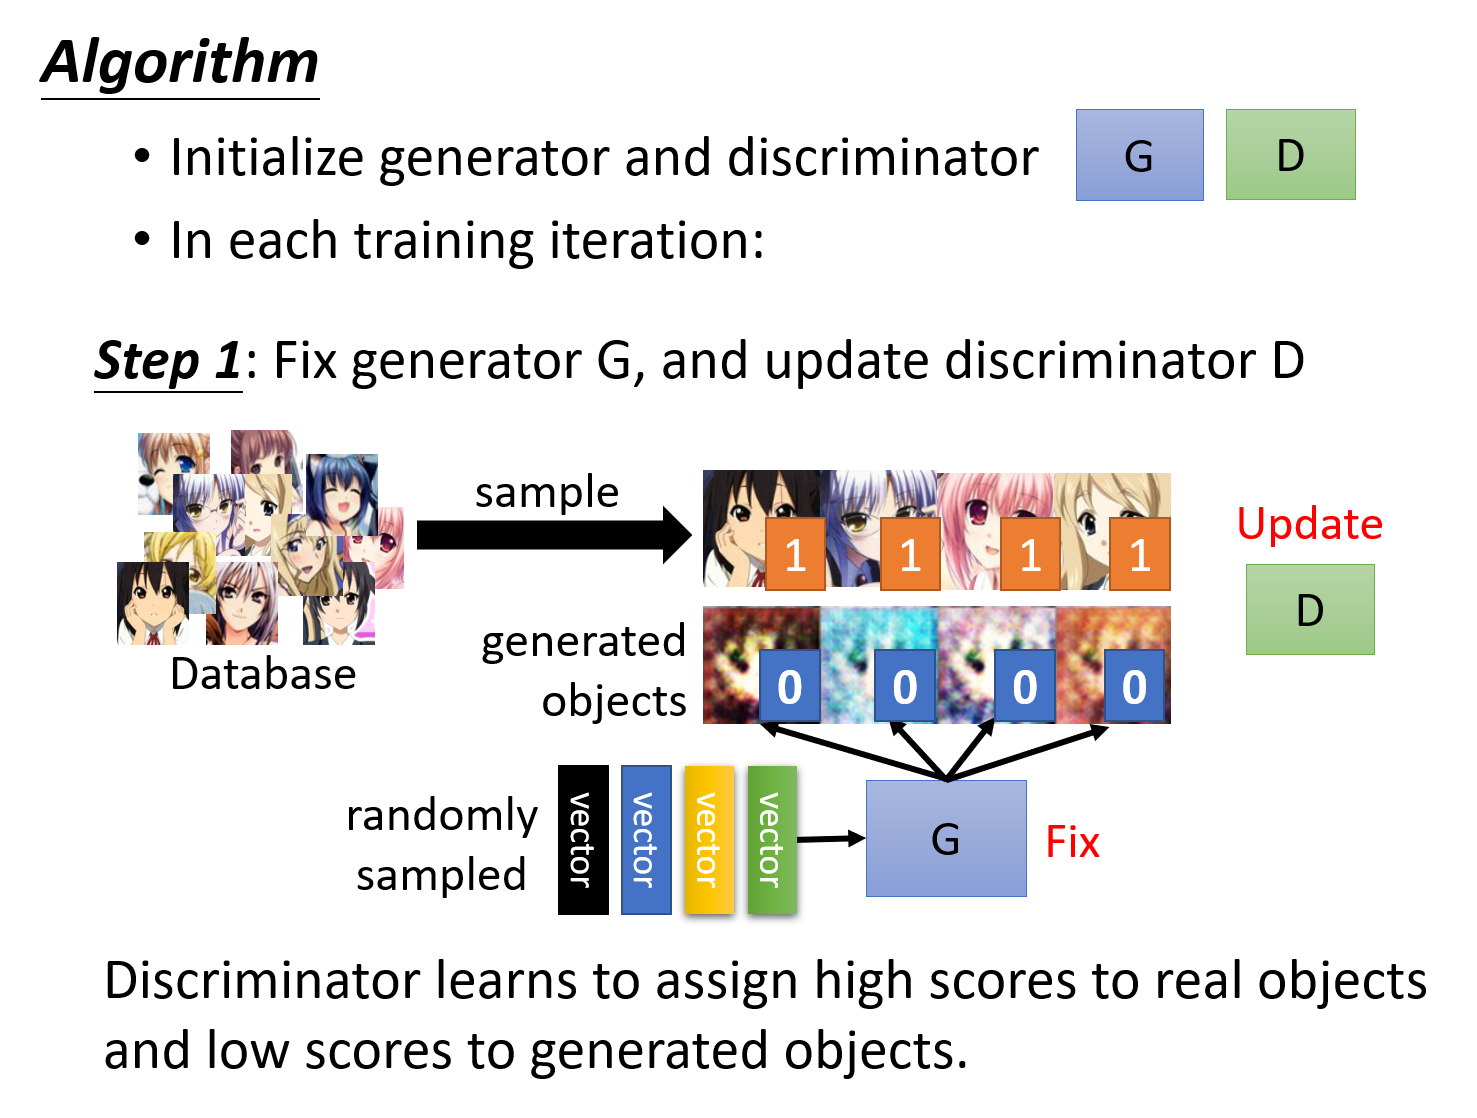 Algorithm
• Initialize generator and discriminator G D
• In each training iteration:
Step 1: Fix generator G, and update discriminator D
sample
1 1 1 1
Update
D
Database
generated
objects
0 0 0 0
randomly
sampled
vector vector vector vector
G
Fix
Discriminator learns to assign high scores to real objects
and low scores to generated objects.